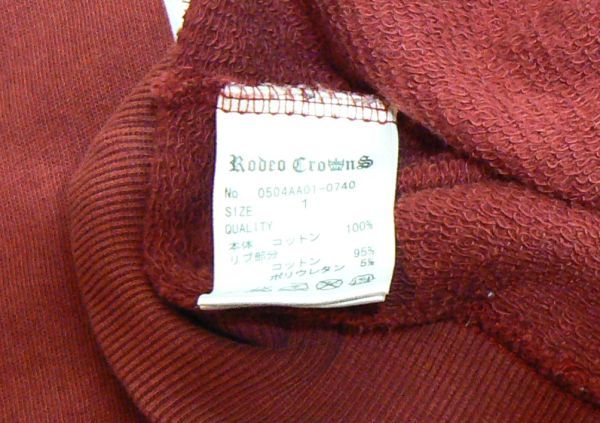 Rodeo CrownS
No 0504AA01-0740
SIZE 1
QUALITY
本体 コットン 100%
リブ部分
コットン 95%
ポリウレタン 5%